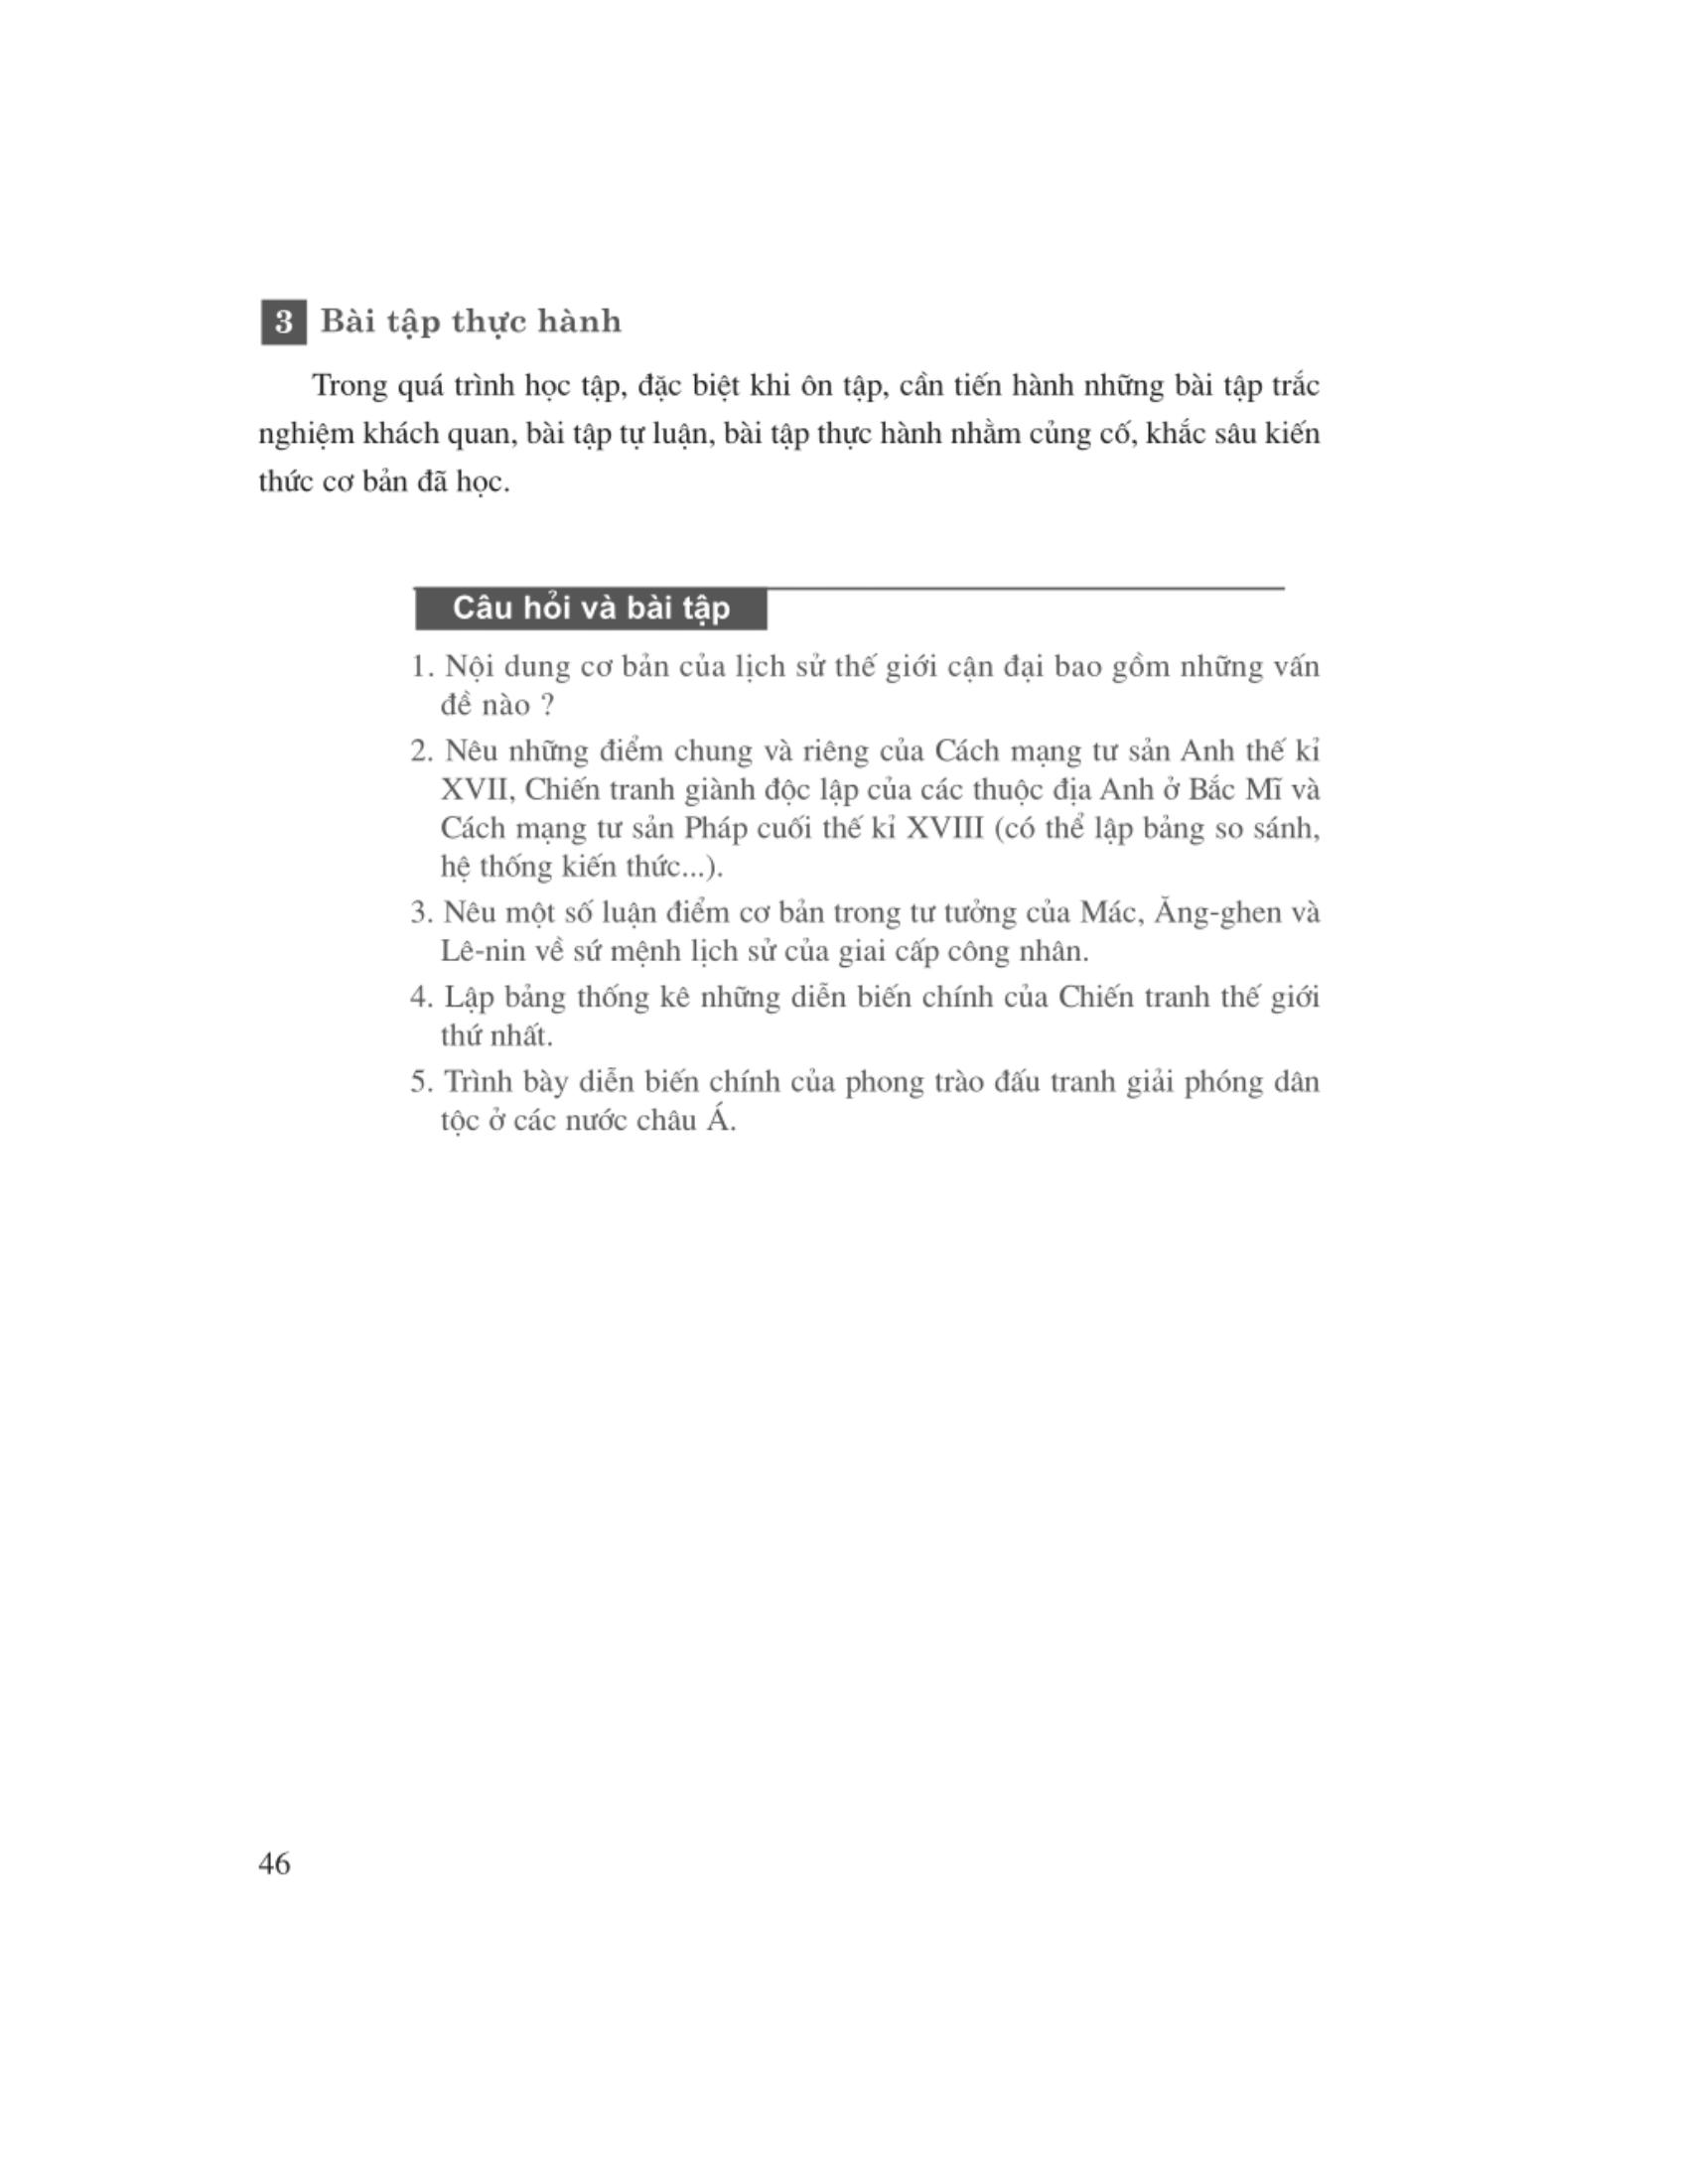 3 Bài tập thực hành
Trong quá trình học tập, đặc biệt khi ôn tập, cần tiến hành những bài tập trắc
nghiệm khách quan, bài tập tự luận, bài tập thực hành nhằm củng cố, khắc sâu kiến
thức cơ bản đã học.
Câu hỏi và bài tập
1. Nội dung cơ bản của lịch sử thế giới cận đại bao gồm những vấn
đề nào ?
2. Nêu những điểm chung và riêng của Cách mạng tư sản Anh thế kỉ
XVII, Chiến tranh giành độc lập của các thuộc địa Anh ở Bắc Mĩ và
Cách mạng tư sản Pháp cuối thế kỉ XVIII (có thể lập bảng so sánh,
hệ thống kiến thức...).
3. Nêu một số luận điểm cơ bản trong tư tưởng của Mác, Ăng-ghen và
Lê-nin về sứ mệnh lịch sử của giai cấp công nhân.
4. Lập bảng thống kê những diễn biến chính của Chiến tranh thế giới
thứ nhất.
5. Trình bày diễn biến chính của phong trào đấu tranh giải phóng dân
tộc ở các nước châu Á.
46